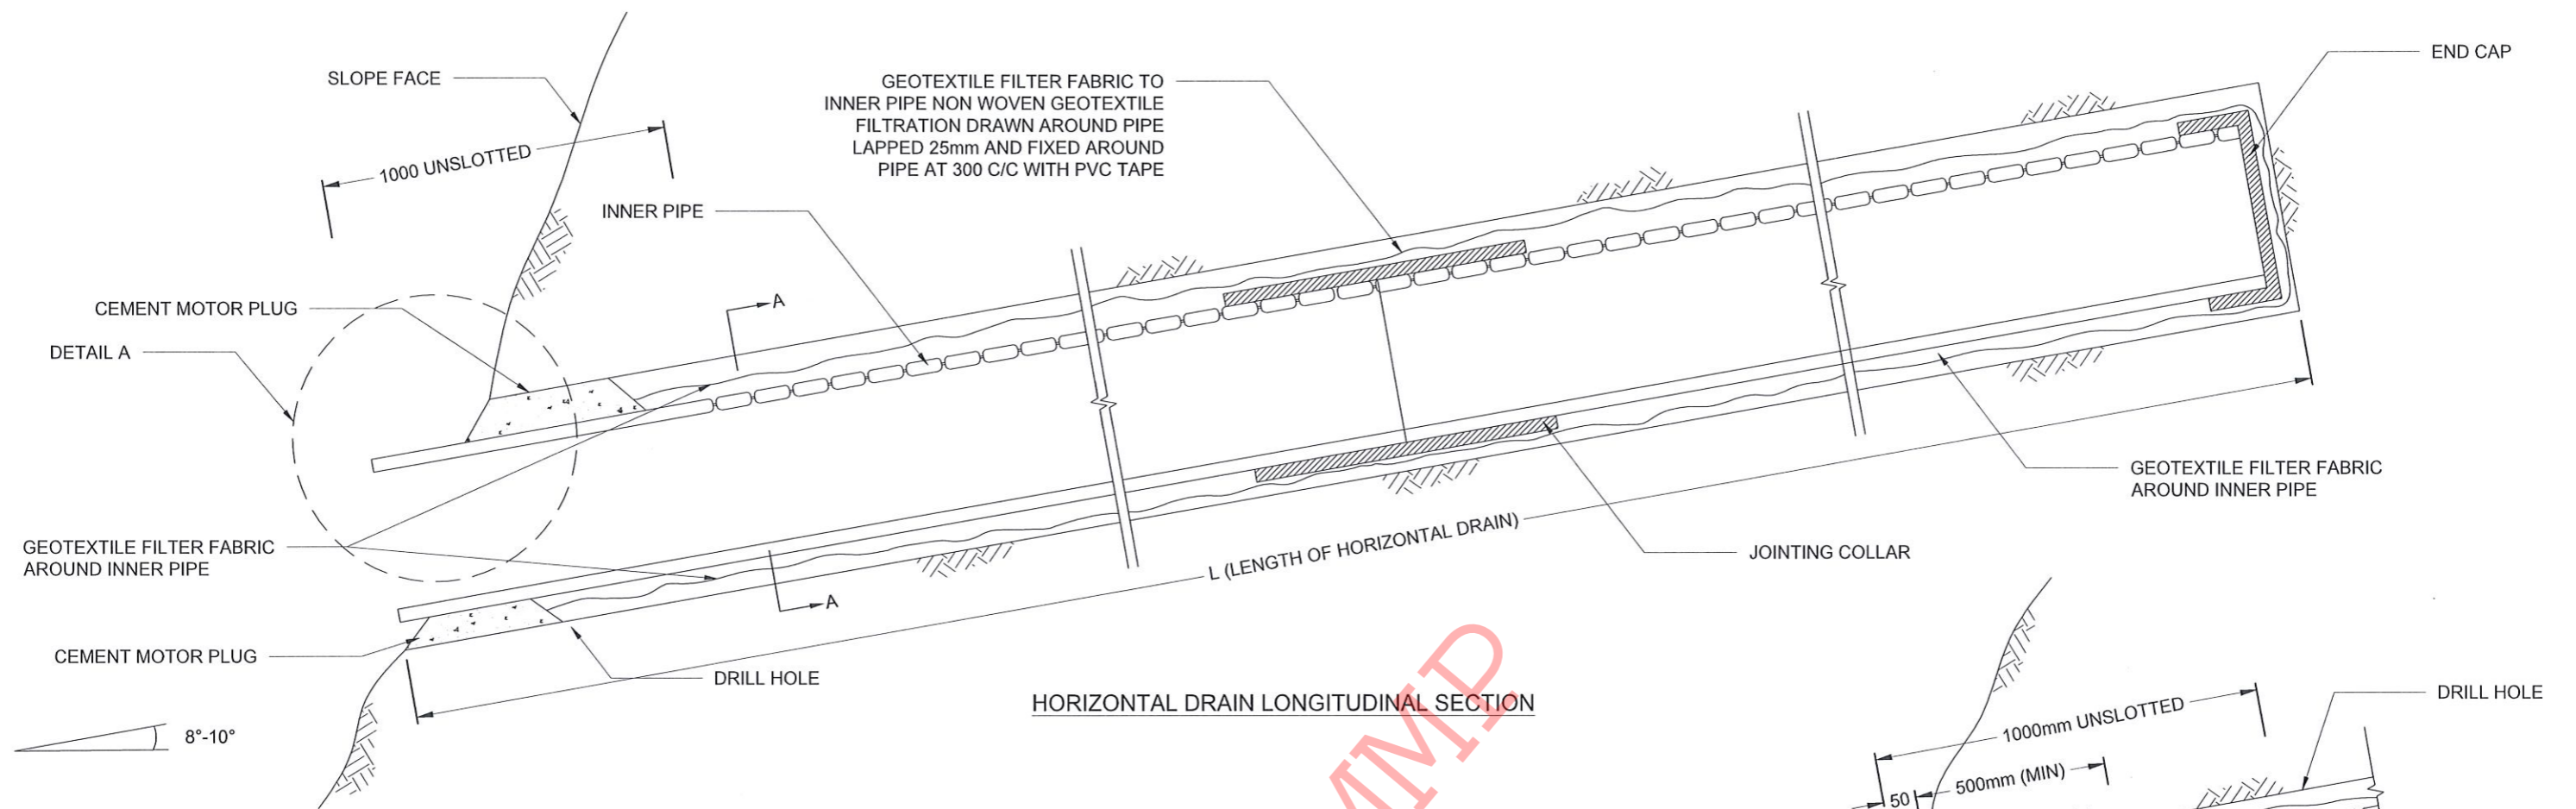 SLOPE FACE
1000 UNSLOTTED
GEOTEXTILE FILTER FABRIC TO
INNER PIPE NON WOVEN GEOTEXTILE
FILTRATION DRAWN AROUND PIPE
LAPPED 25mm AND FIXED AROUND
PIPE AT 300 C/C WITH PVC TAPE
END CAP
INNER PIPE
CEMENT MOTOR PLUG
DETAIL A
A
GEOTEXTILE FILTER FABRIC
AROUND INNER PIPE
GEOTEXTILE FILTER FABRIC
AROUND INNER PIPE
JOINTING COLLAR
L (LENGTH OF HORIZONTAL DRAIN)
A
CEMENT MOTOR PLUG
DRILL HOLE
HORIZONTAL DRAIN LONGITUDINAL SECTION
8°-10°
MMP
DRILL HOLE
1000mm UNSLOTTED
500mm (MIN)
50